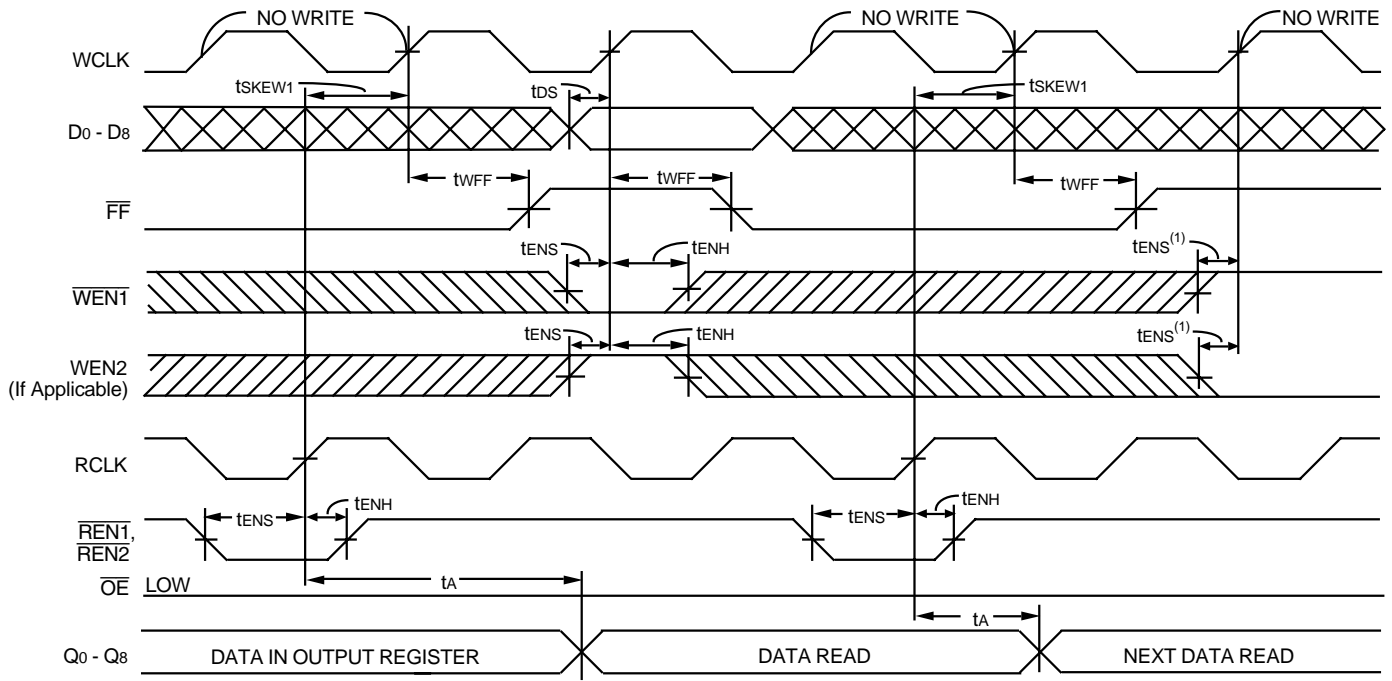 NO WRITE NO WRITE NO WRITE
WCLK
tSKEW1 tDS tSKEW1
D0 - D8
tWFF tWFF tWFF
FF
tENS tENH tENS(1)
WEN1
tENS tENH tENS(1)
WEN2
(If Applicable)
RCLK
tENS tENH tENS tENH
REN1,
REN2
OE LOW tA
tA
Q0 - Q8 DATA IN OUTPUT REGISTER DATA READ NEXT DATA READ